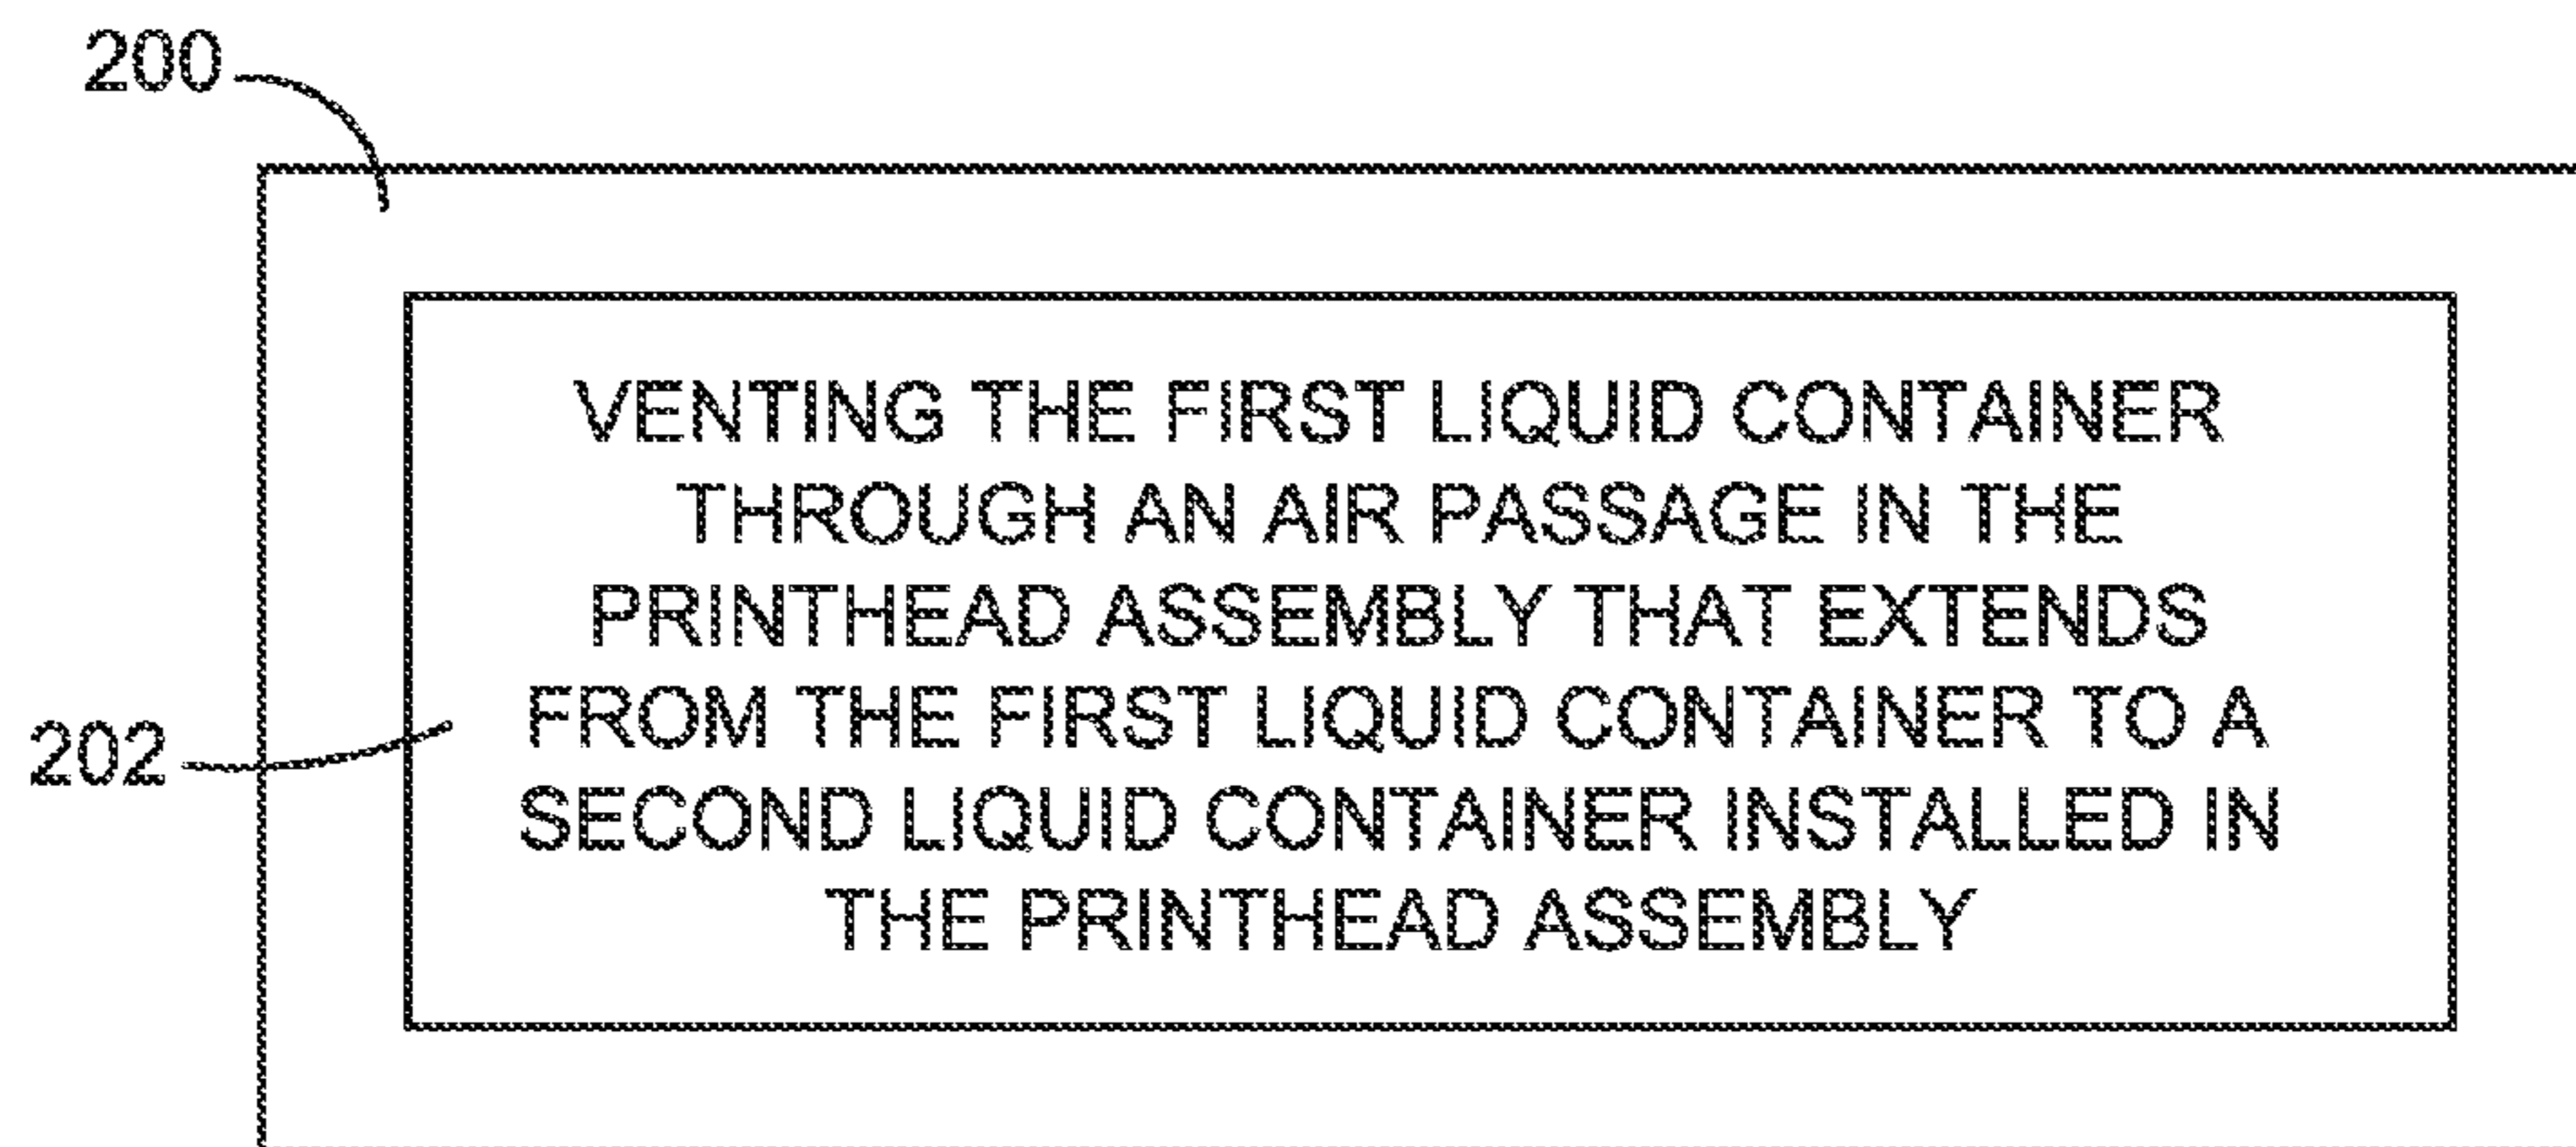 200
VENTING THE FIRST LIQUID CONTAINER
THROUGH AN AIR PASSAGE IN THE
PRINTHEAD ASSEMBLY THAT EXTENDS
FROM THE FIRST LIQUID CONTAINER TO A
202
SECOND LIQUID CONTAINER INSTALLED IN
THE PRINTHEAD ASSEMBLY